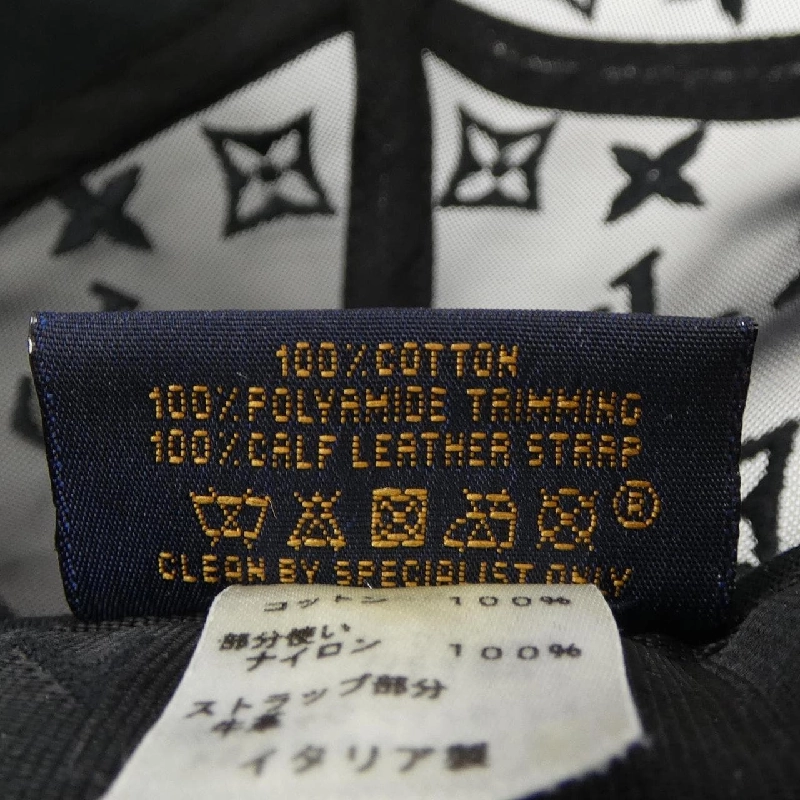 100%COTTON
100%POLYAMIDE TRIMMING
100%CALF LEATHER STRAP
®
CLEAN BY SPECIALIST ONLY
コットン 100%
部分使い
ナイロン 100%
ストラップ部分
牛革
イタリア製